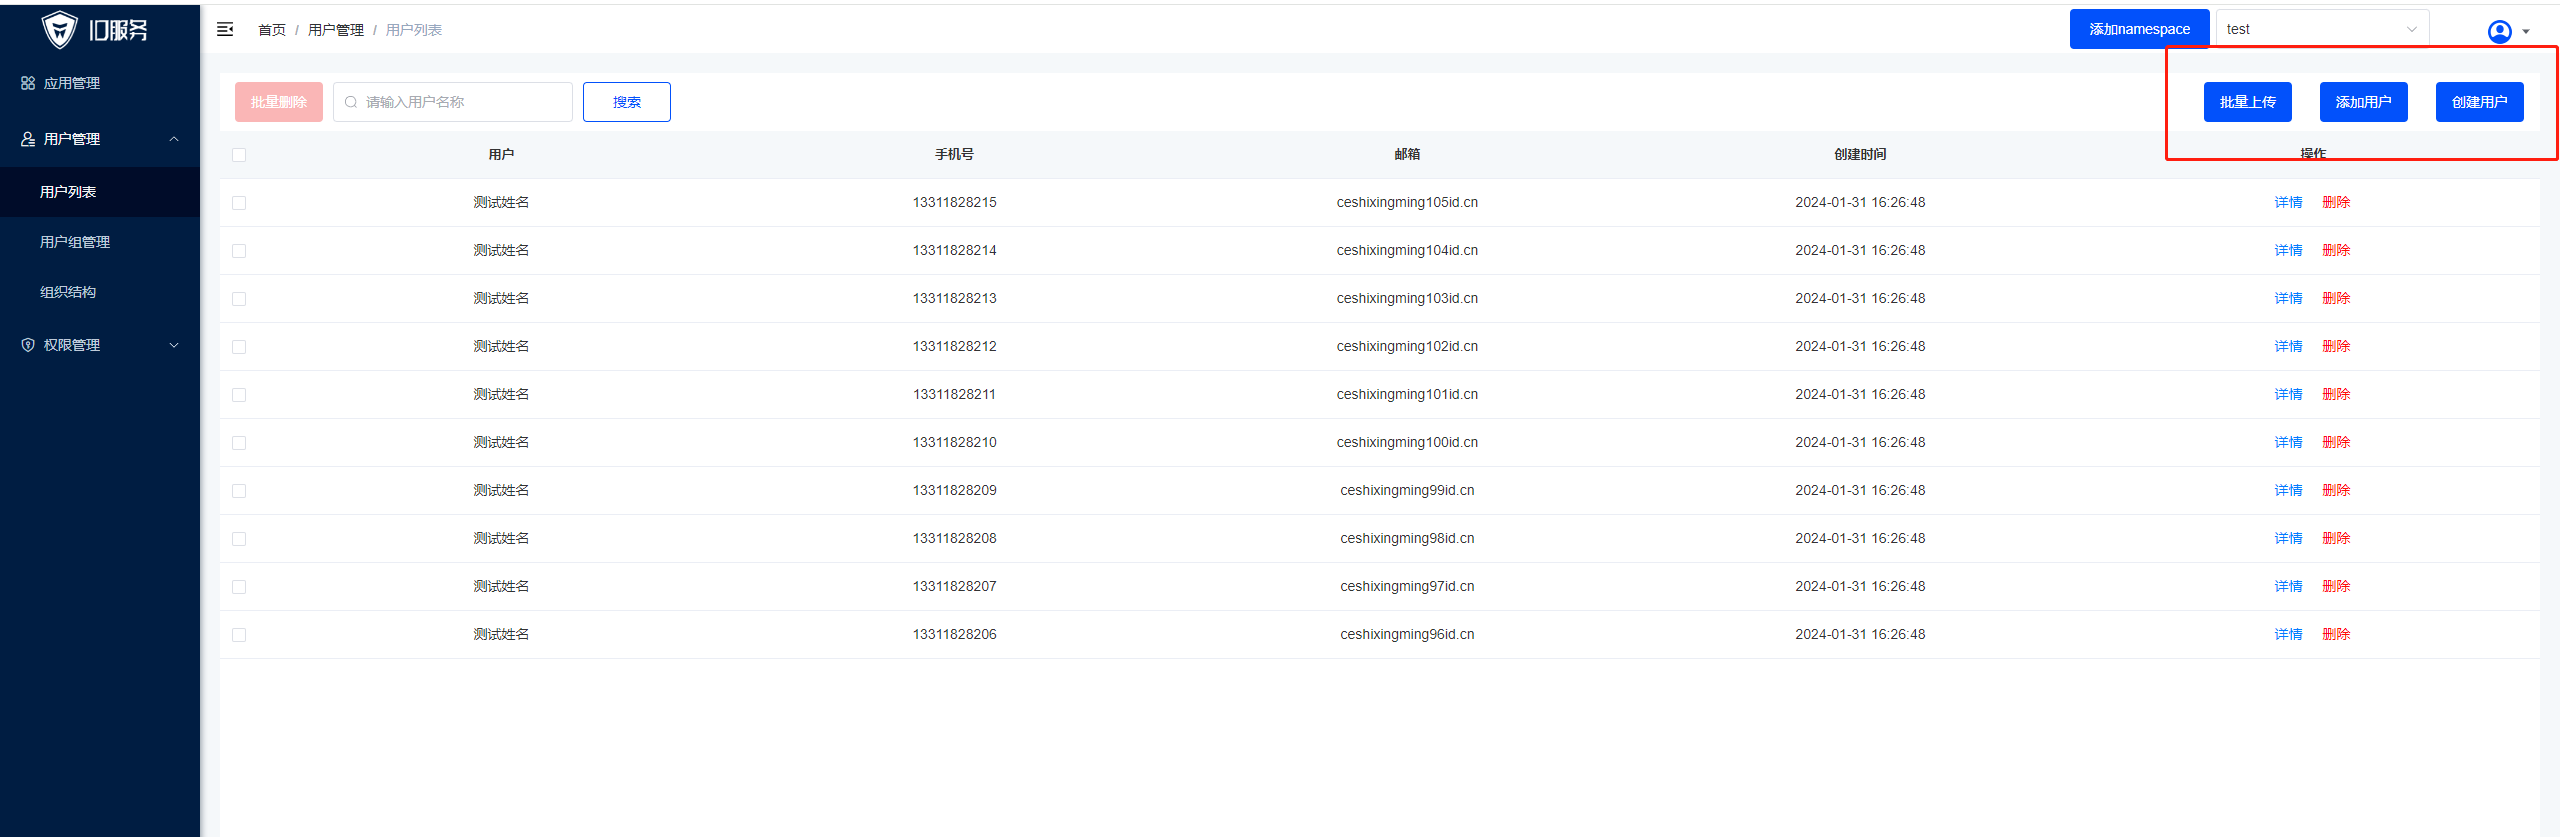 ID服务
首页 / 用户管理 / 用户列表
添加namespace
test
应用管理
用户管理
用户列表
用户组管理
组织结构
权限管理
批量删除 请输入用户名称 搜索
批量上传 添加用户 创建用户
用户 手机号 邮箱 创建时间 操作
测试姓名 13311828215 ceshixingming105id.cn 2024-01-31 16:26:48 详情 删除
测试姓名 13311828214 ceshixingming104id.cn 2024-01-31 16:26:48 详情 删除
测试姓名 13311828213 ceshixingming103id.cn 2024-01-31 16:26:48 详情 删除
测试姓名 13311828212 ceshixingming102id.cn 2024-01-31 16:26:48 详情 删除
测试姓名 13311828211 ceshixingming101id.cn 2024-01-31 16:26:48 详情 删除
测试姓名 13311828210 ceshixingming100id.cn 2024-01-31 16:26:48 详情 删除
测试姓名 13311828209 ceshixingming99id.cn 2024-01-31 16:26:48 详情 删除
测试姓名 13311828208 ceshixingming98id.cn 2024-01-31 16:26:48 详情 删除
测试姓名 13311828207 ceshixingming97id.cn 2024-01-31 16:26:48 详情 删除
测试姓名 13311828206 ceshixingming96id.cn 2024-01-31 16:26:48 详情 删除